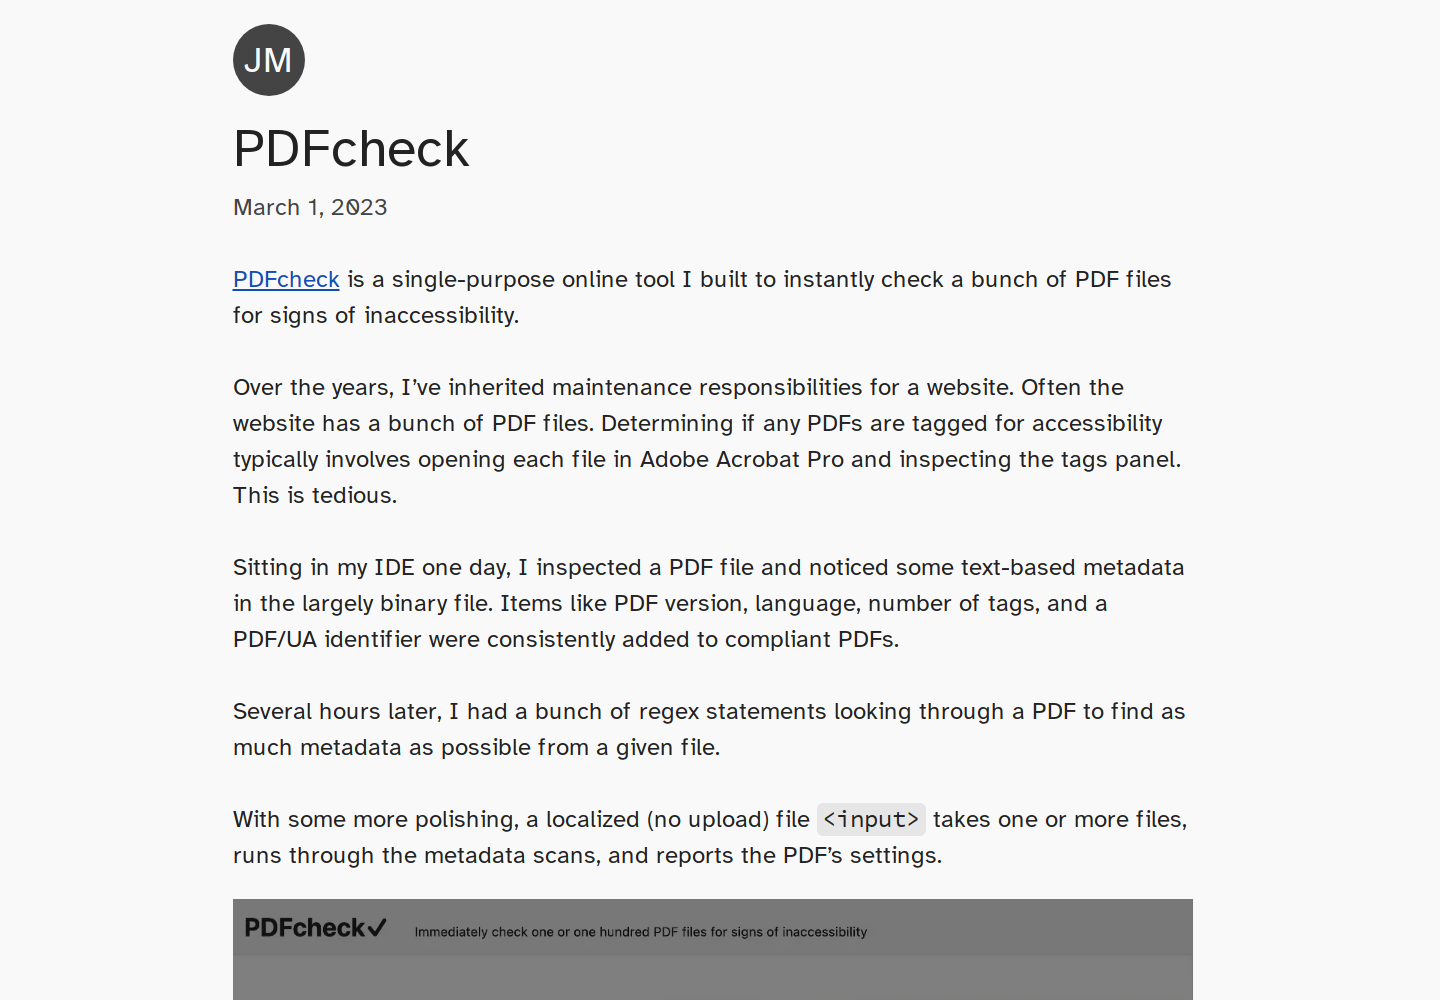 JM
PDFcheck
March 1, 2023
PDFcheck is a single-purpose online tool I built to instantly check a bunch of PDF files
for signs of inaccessibility.
Over the years, I’ve inherited maintenance responsibilities for a website. Often the
website has a bunch of PDF files. Determining if any PDFs are tagged for accessibility
typically involves opening each file in Adobe Acrobat Pro and inspecting the tags panel.
This is tedious.
Sitting in my IDE one day, I inspected a PDF file and noticed some text-based metadata
in the largely binary file. Items like PDF version, language, number of tags, and a
PDF/UA identifier were consistently added to compliant PDFs.
Several hours later, I had a bunch of regex statements looking through a PDF to find as
much metadata as possible from a given file.
With some more polishing, a localized (no upload) file <input> takes one or more files,
runs through the metadata scans, and reports the PDF’s settings.
PDFcheck✓ Immediately check one or one hundred PDF files for signs of inaccessibility